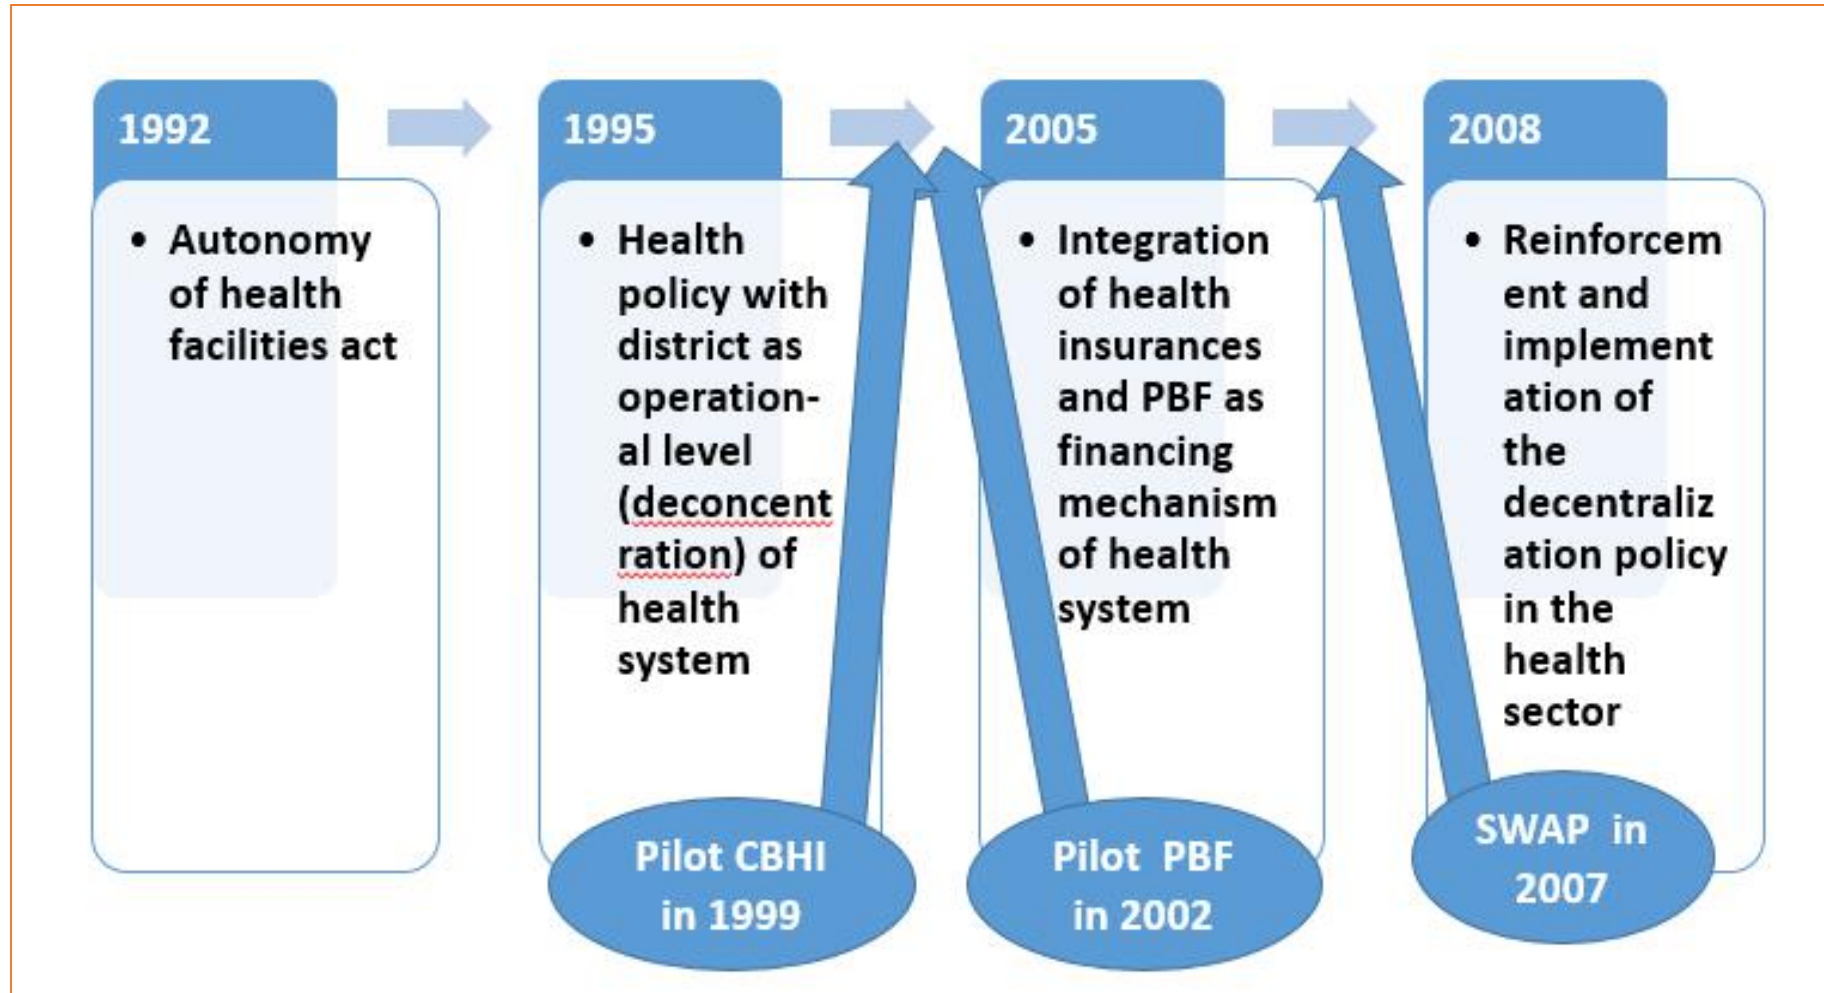 1992
• Autonomy
of health
facilities act
1995
• Health
policy with
district as
operation-
al level
(deconcent
ration) of
health
system
2005
• Integration
of health
insurances
and PBF as
financing
mechanism
of health
system
2008
• Reinforcem
ent and
implement
ation of
the
decentraliz
ation policy
in the
health
sector
Pilot CBHI
in 1999
Pilot PBF
in 2002
SWAP in
2007